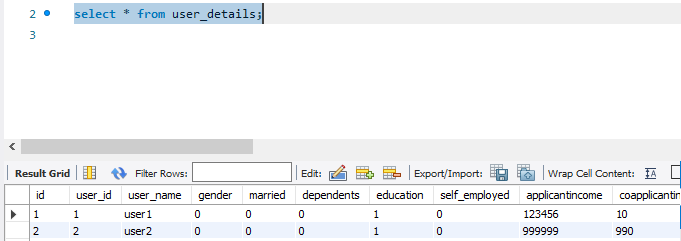 2 select * from user_details;
3
Result Grid Filter Rows: Edit: Export/Import: Wrap Cell Content:
id user_id user_name gender married dependents education self_employed applicantincome coapplicantin
1 1 user1 0 0 0 1 0 123456 10
2 2 user2 0 0 0 1 0 999999 990